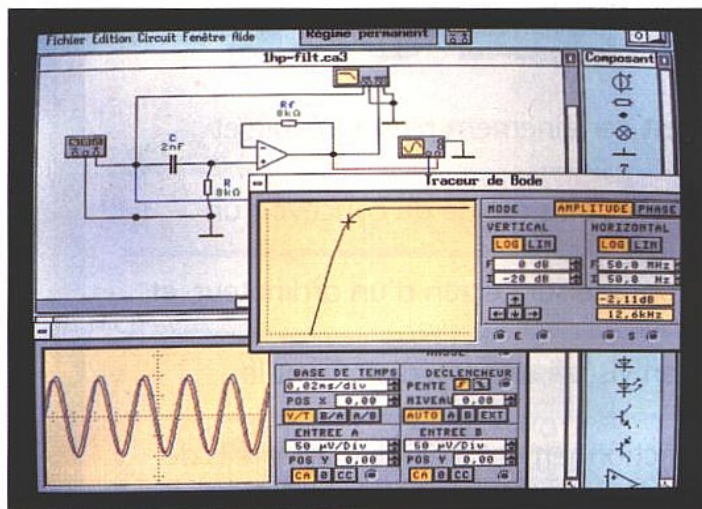 Fichier Edition Circuit Fenêtre Aide
Régime permanent
1hp-filt.ca3
Composant
Rf
8kΩ
C
2nF
R
8kΩ
Traceur de Bode
MODE AMPLITUDE PHASE
VERTICAL HORIZONTAL
LOG LIN LOG LIN
F 0 dB F 50,0 MHz
I -20 dB I 50,0 Hz
-2,11dB
12,6kHz
E S
BASE DE TEMPS DECLENCHEUR
0,02ms/div PENTE
POS X 0,00 NIVEAU 0,00
Y/T B/A A/B AUTO A B EXT
ENTREE A ENTREE B
50 µV/Div 50 µV/Div
POS Y 0,00 POS Y 0,00
CA 0 CC CA 0 CC